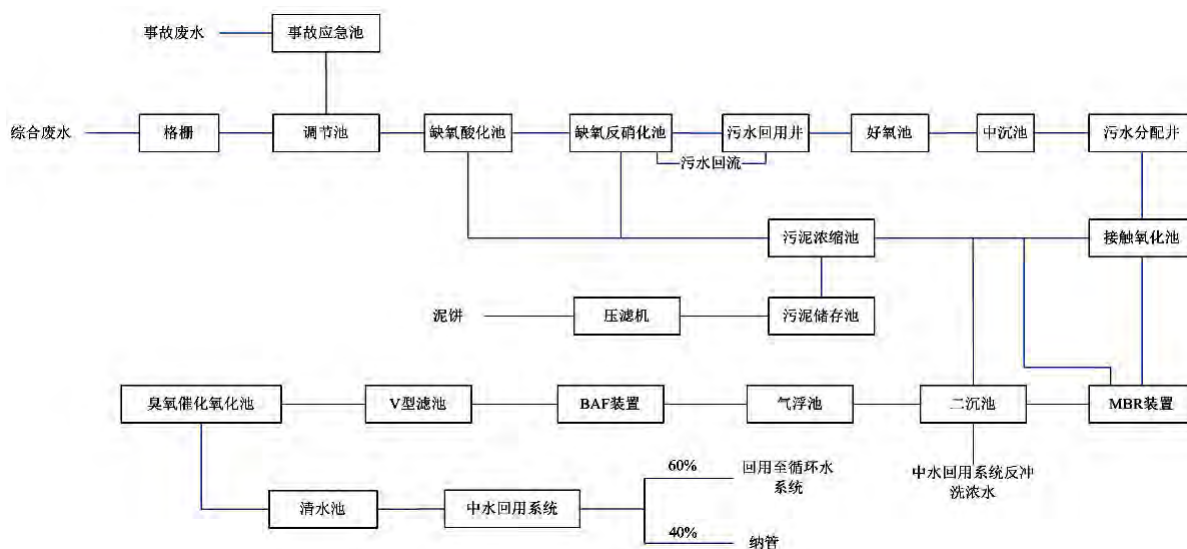 事故废水
事故应急池
综合废水
格栅
调节池
缺氧酸化池
缺氧反硝化池
污水回用井
好氧池
中沉池
污水分配井
污水回流
污泥浓缩池
接触氧化池
泥饼
压滤机
污泥储存池
臭氧催化氧化池
V型滤池
BAF装置
气浮池
二沉池
MBR装置
60%
回用至循环水
系统
中水回用系统反冲
洗浓水
清水池
中水回用系统
40%
纳管